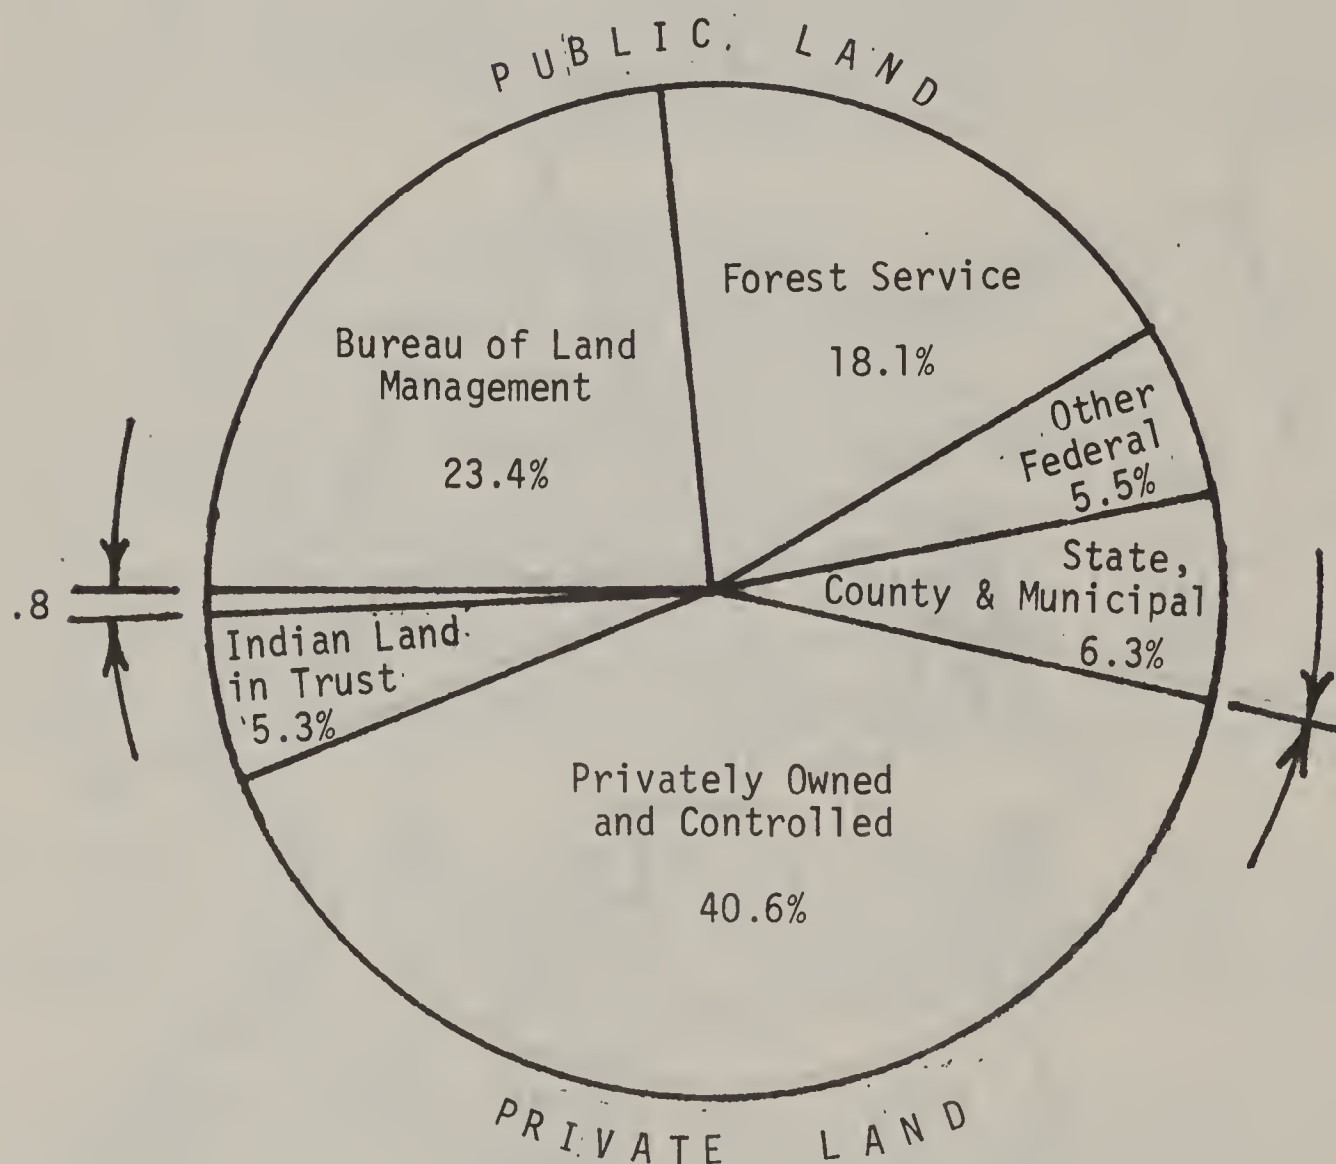 PUBLIC LAND
Forest Service
18.1%
Bureau of Land
Management
23.4%
Other
Federal
5.5%
State,
County & Municipal
6.3%
.8
Indian Land
in Trust
5.3%
Privately Owned
and Controlled
40.6%
PRIVATE LAND